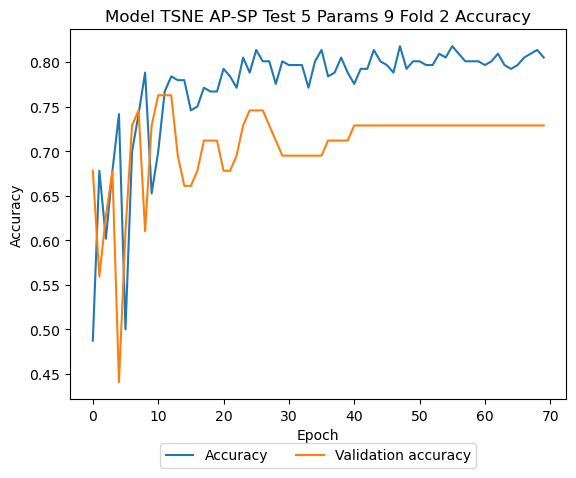 Model TSNE AP-SP Test 5 Params 9 Fold 2 Accuracy
0.80
0.75
0.70
0.65
0.60
0.55
0.50
0.45
Accuracy
0 10 20 30 40 50 60 70
Epoch
Accuracy Validation accuracy